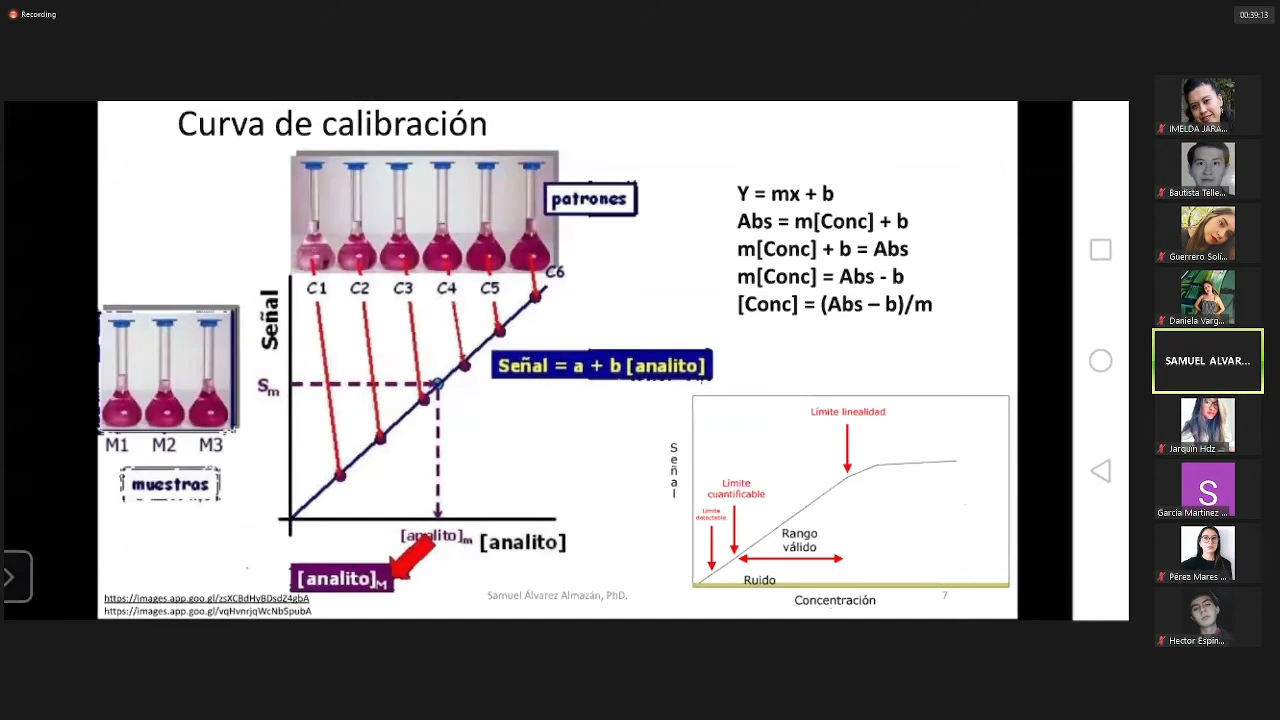 Recording
00:39:13
Curva de calibración
patrones
C1
C2
C3
C4
C5
C6
Señal
Sm
Señal = a + b [analito]
M1
M2
M3
muestras
[analito]m
[analito]
[analito]M
https://images.app.goo.gl/zsXCBdHyBDsdZ4gbA
https://images.app.goo.gl/vqHvnrjqWcNb5pubA
Samuel Álvarez Almazán, PhD.
7
Y = mx + b
Abs = m[Conc] + b
m[Conc] + b = Abs
m[Conc] = Abs - b
[Conc] = (Abs – b)/m
Señal
Límite linealidad
Límite
cuantificable
Límite
detectable
Rango
válido
Ruido
Concentración
IMELDA JARA...
Bautista Telle...
Guerrero Soli...
Daniela Varg...
SAMUEL ALVAR...
Jarquín Hdz
S
Garcia Martinez ...
Pérez Mares ...
Hector Espin...